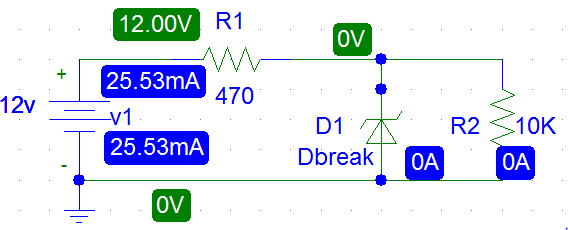 12.00V
R1
0V
+
25.53mA
470
12v
v1
25.53mA
D1
Dbreak
R2
10K
0A
0A
-
0V